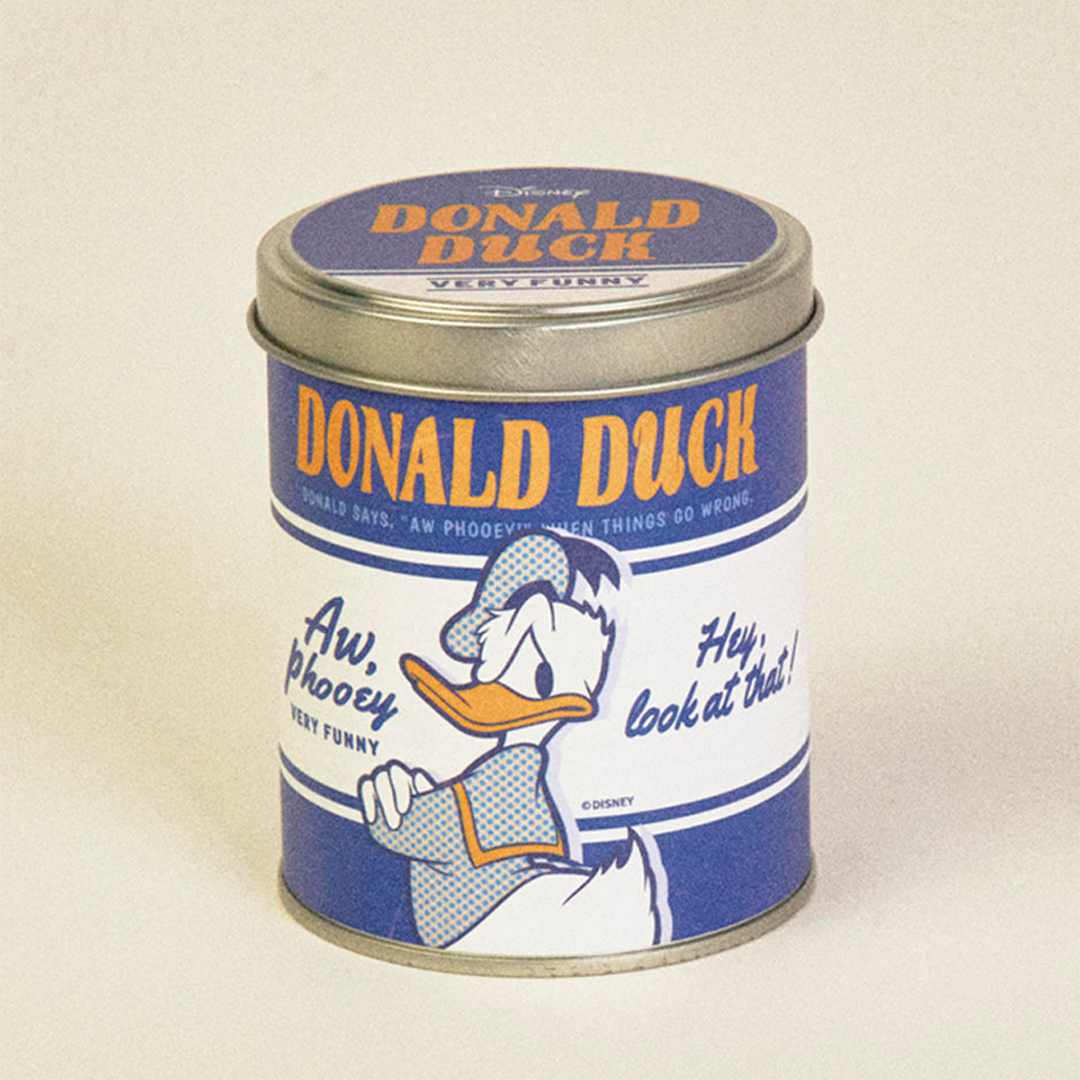 Disney
DONALD
DUCK
VERY FUNNY
DONALD DUCK
DONALD SAYS, "AW PHOOEY!" WHEN THINGS GO WRONG.
Aw,
phooey
VERY FUNNY
Hey,
look at that!
©DISNEY